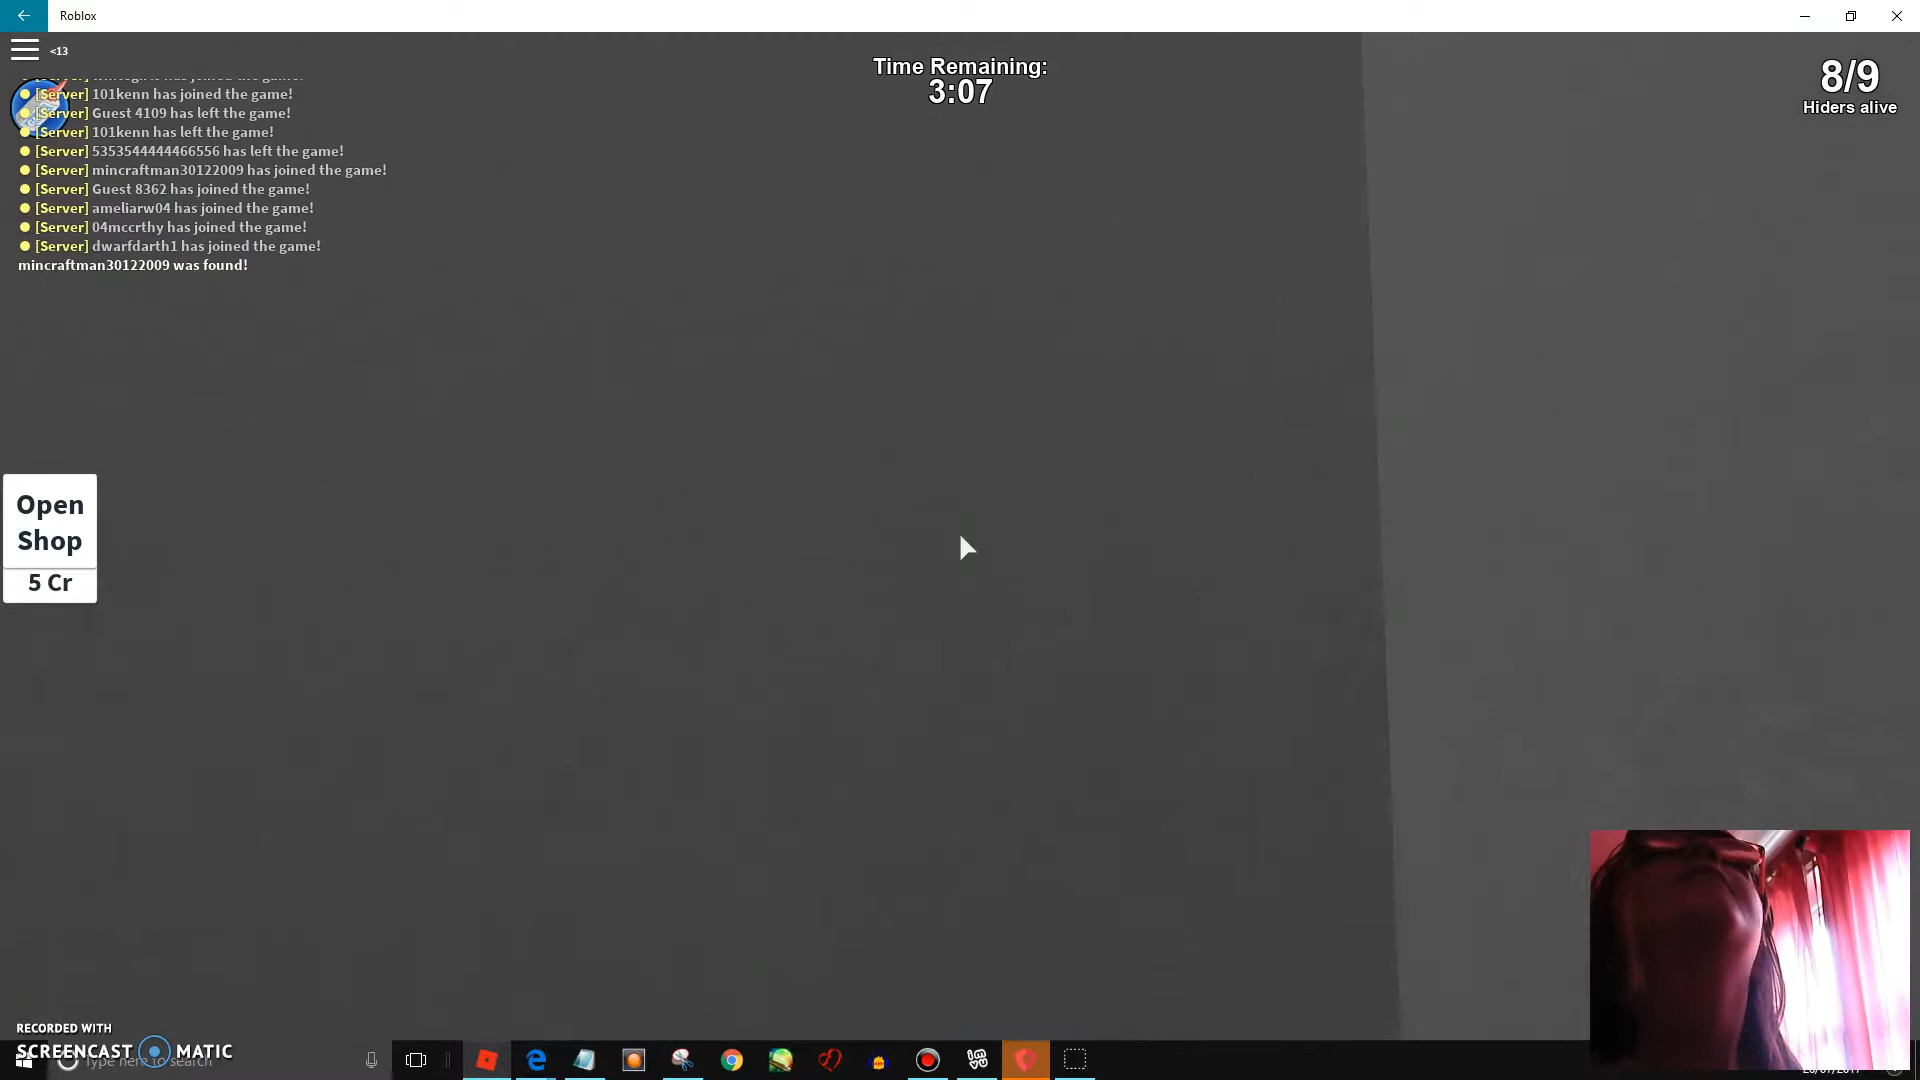 Roblox
<13
Time Remaining:
3:07
8/9
Hiders alive
[Server] 101kenn has joined the game!
[Server] Guest 4109 has left the game!
[Server] 101kenn has left the game!
[Server] 5353544444466556 has left the game!
[Server] mincraftman30122009 has joined the game!
[Server] Guest 8362 has joined the game!
[Server] ameliarw04 has joined the game!
[Server] 04mccrthy has joined the game!
[Server] dwarfdarth1 has joined the game!
mincraftman30122009 was found!
Open
Shop
5 Cr
RECORDED WITH
SCREENCAST MATIC
Type here to search